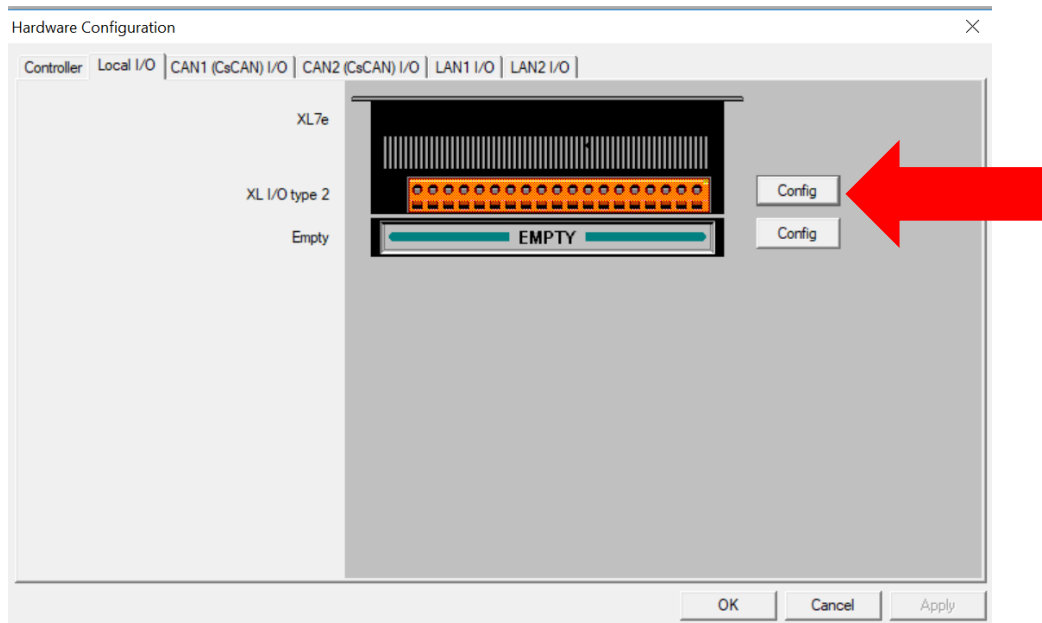 Hardware Configuration
Controller Local I/O CAN1 (CsCAN) I/O CAN2 (CsCAN) I/O LAN1 I/O LAN2 I/O
XL7e
XL I/O type 2 Config
Empty EMPTY Config
OK Cancel Apply